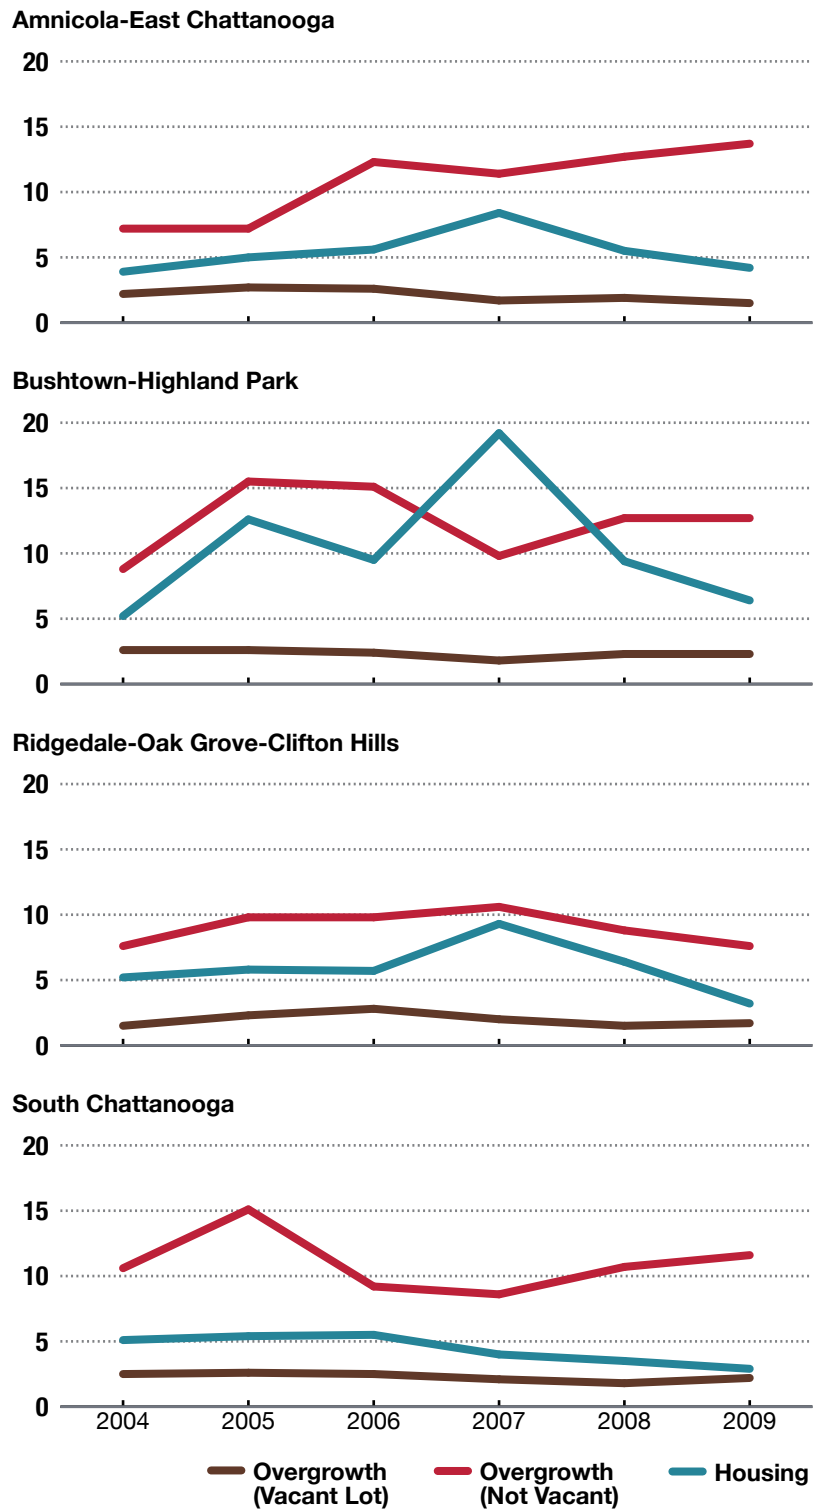 Amnicola-East Chattanooga
20
15
10
5
0
Bushtown-Highland Park
20
15
10
5
0
Ridgedale-Oak Grove-Clifton Hills
20
15
10
5
0
South Chattanooga
20
15
10
5
0
2004 2005 2006 2007 2008 2009
Overgrowth (Vacant Lot)
Overgrowth (Not Vacant)
Housing